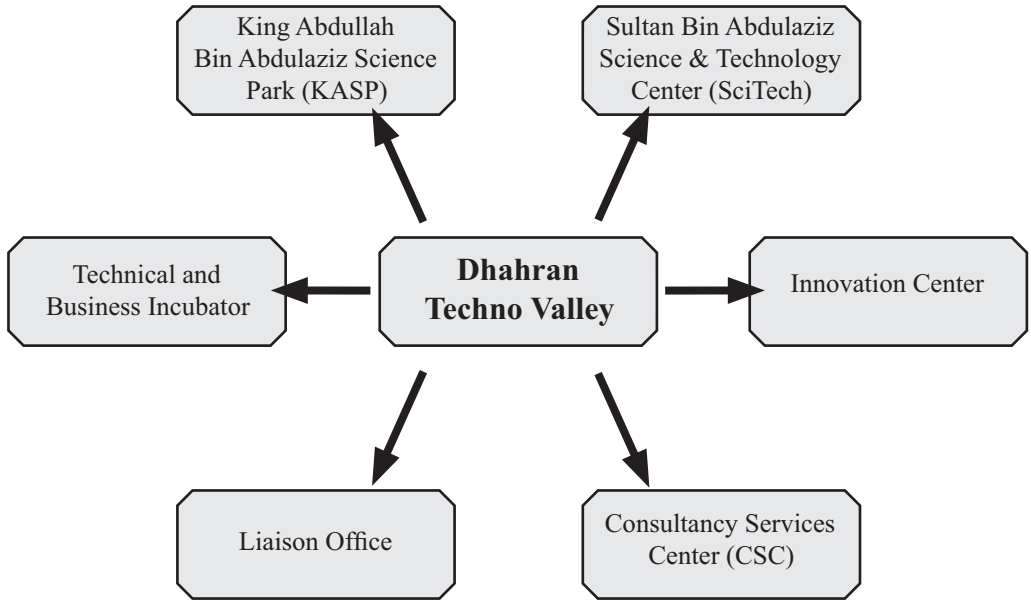 King Abdullah
Bin Abdulaziz Science
Park (KASP)
Sultan Bin Abdulaziz
Science & Technology
Center (SciTech)
Technical and
Business Incubator
Dhahran
Techno Valley
Innovation Center
Liaison Office
Consultancy Services
Center (CSC)